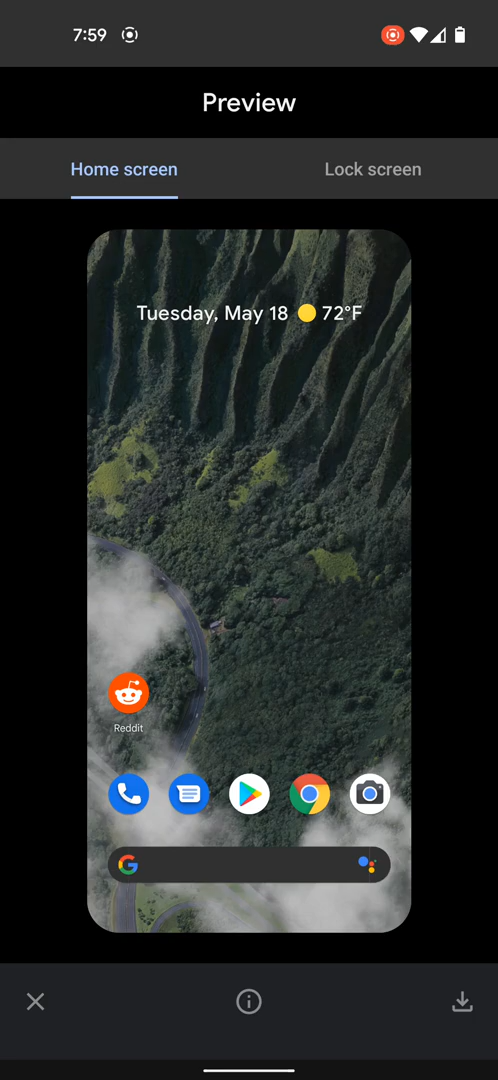 7:59
Preview
Home screen
Lock screen
Tuesday, May 18 72°F
Reddit